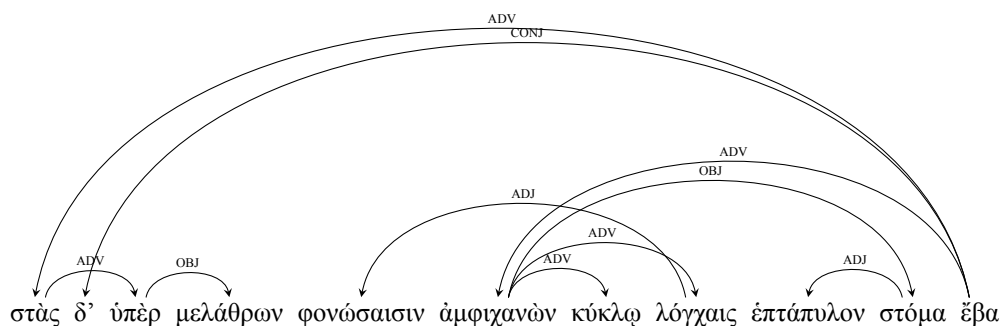 ADV
CONJ
ADV
OBJ
ADJ
ADV
ADV OBJ ADV ADJ
στὰς δ’ ὑπὲρ μελάθρων φονώσαισιν ἀμφιχανὼν κύκλῳ λόγχαις ἑπτάπυλον στόμα ἔβα